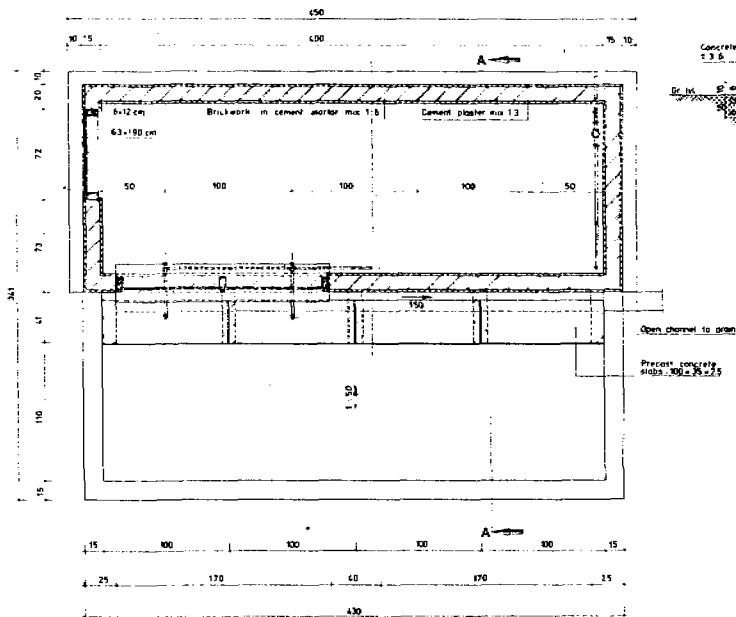 450
10 15 400 15 10
A
Concrete
1:3:6
Gr. lvl.
10
20
6×12 cm
Brickwork in cement mortar mix 1:6
Cement plaster mix 1:3
63×190 cm
72
50 100 100 100 50
73
341
150
41
Open channel to drain
Precast concrete
slabs 100×35×7.5
1:50
110
15
A
15 100 100 100 100 15
25 170 40 170 25
430